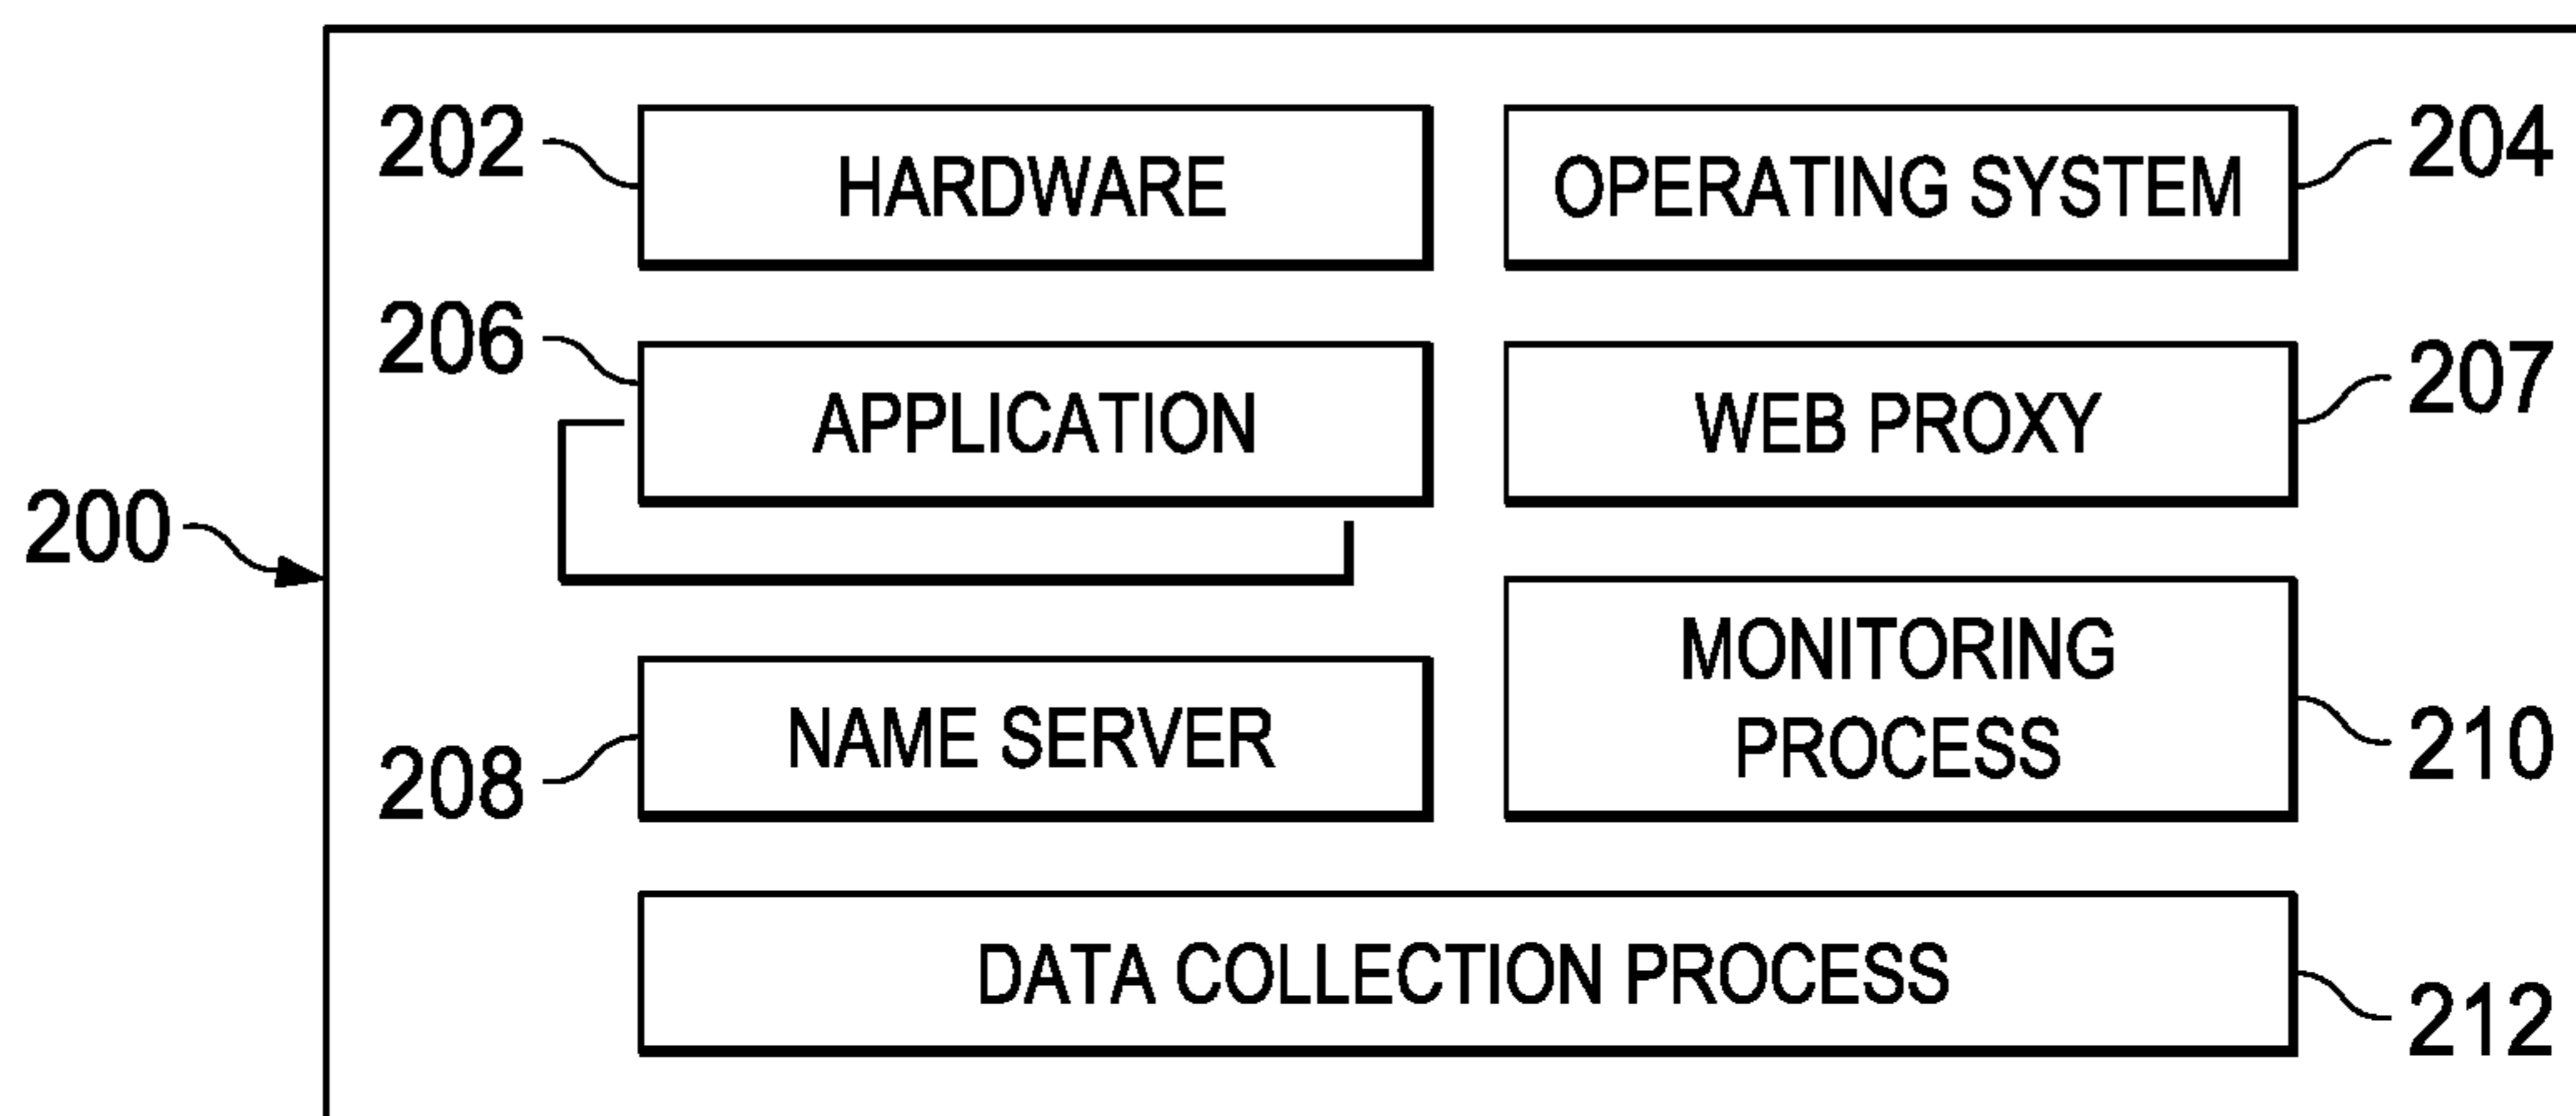 202
HARDWARE
OPERATING SYSTEM
204
206
APPLICATION
WEB PROXY
207
200
208
NAME SERVER
MONITORING
PROCESS
210
DATA COLLECTION PROCESS
212